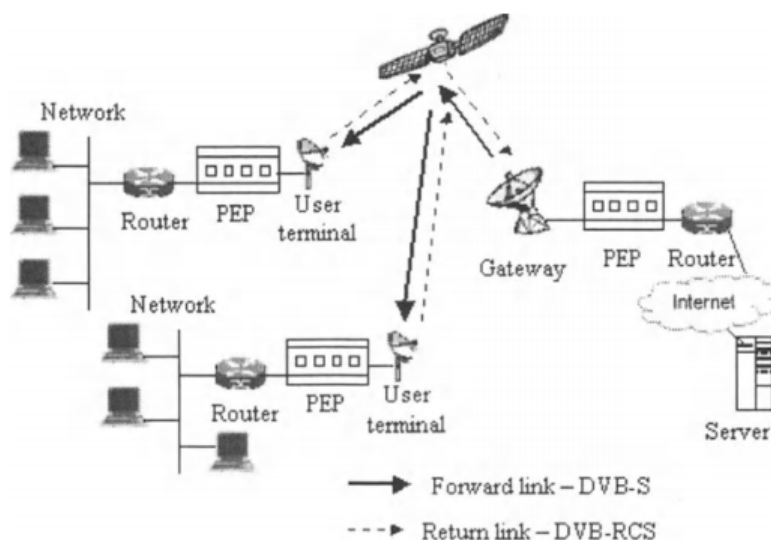 Network
Router
PEP
User
terminal
Gateway
PEP
Router
Internet
Server
Network
Router
PEP
User
terminal
Forward link – DVB-S
Return link – DVB-RCS